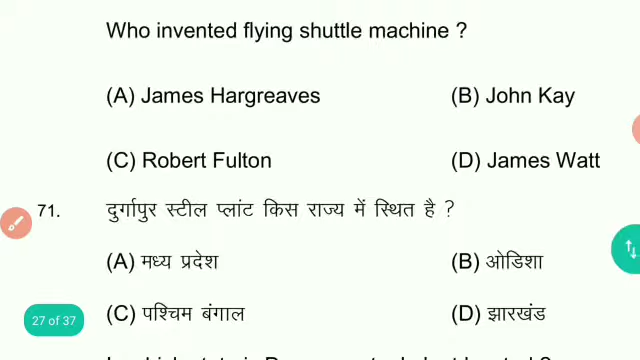 Who invented flying shuttle machine ?
(A) James Hargreaves (B) John Kay
(C) Robert Fulton (D) James Watt
71. दुर्गापुर स्टील प्लांट किस राज्य में स्थित है ?
(A) मध्य प्रदेश (B) ओडिशा
(C) पश्चिम बंगाल (D) झारखंड
27 of 37